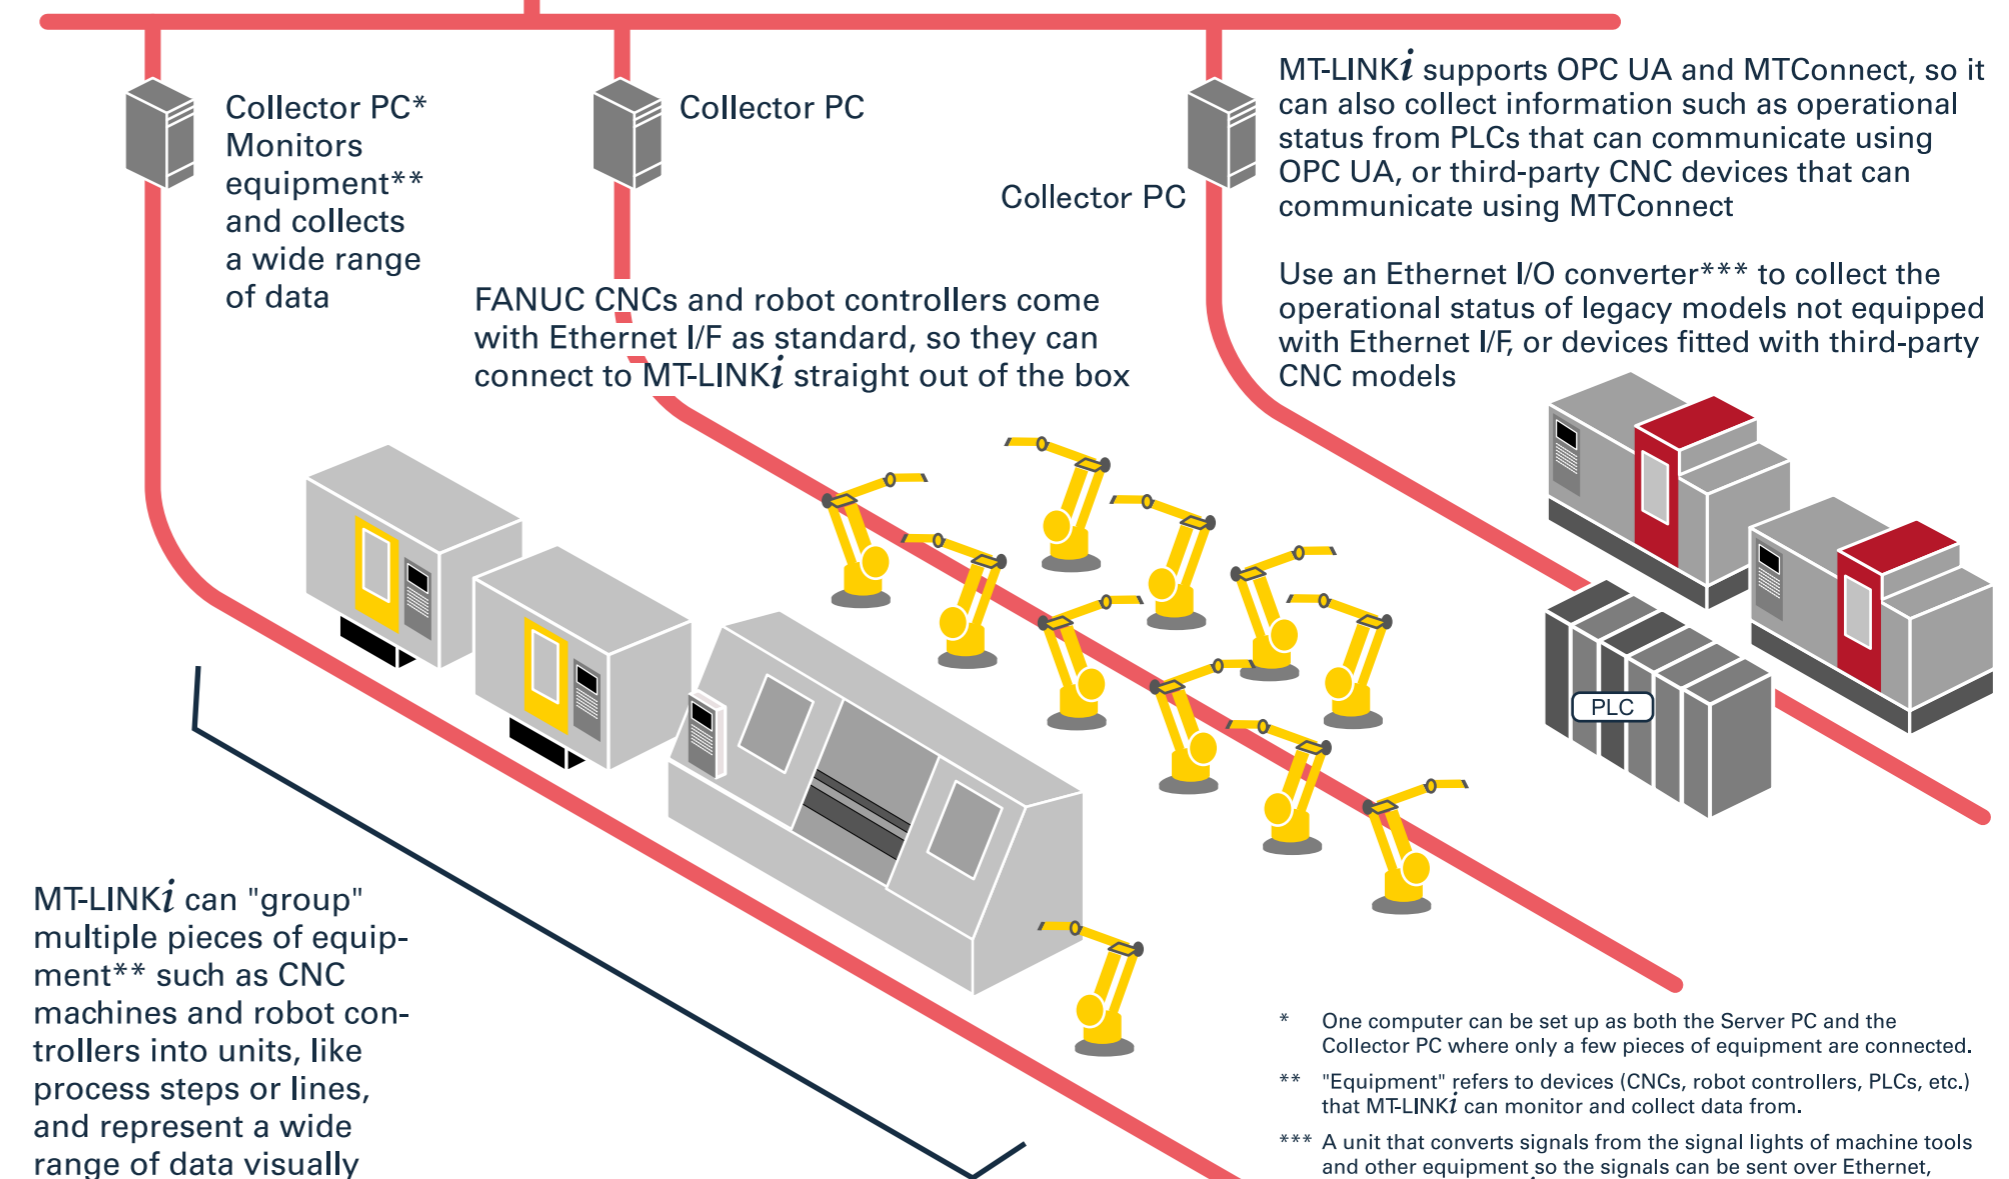 Collector PC*
Monitors
equipment**
and collects
a wide range
of data
Collector PC
Collector PC
MT-LINKi supports OPC UA and MTConnect, so it
can also collect information such as operational
status from PLCs that can communicate using
OPC UA, or third-party CNC devices that can
communicate using MTConnect
Use an Ethernet I/O converter*** to collect the
operational status of legacy models not equipped
with Ethernet I/F, or devices fitted with third-party
CNC models
FANUC CNCs and robot controllers come
with Ethernet I/F as standard, so they can
connect to MT-LINKi straight out of the box
PLC
MT-LINKi can "group"
multiple pieces of equip-
ment** such as CNC
machines and robot con-
trollers into units, like
process steps or lines,
and represent a wide
range of data visually
* One computer can be set up as both the Server PC and the
Collector PC where only a few pieces of equipment are connected.
** "Equipment" refers to devices (CNCs, robot controllers, PLCs, etc.)
that MT-LINKi can monitor and collect data from.
*** A unit that converts signals from the signal lights of machine tools
and other equipment so the signals can be sent over Ethernet,